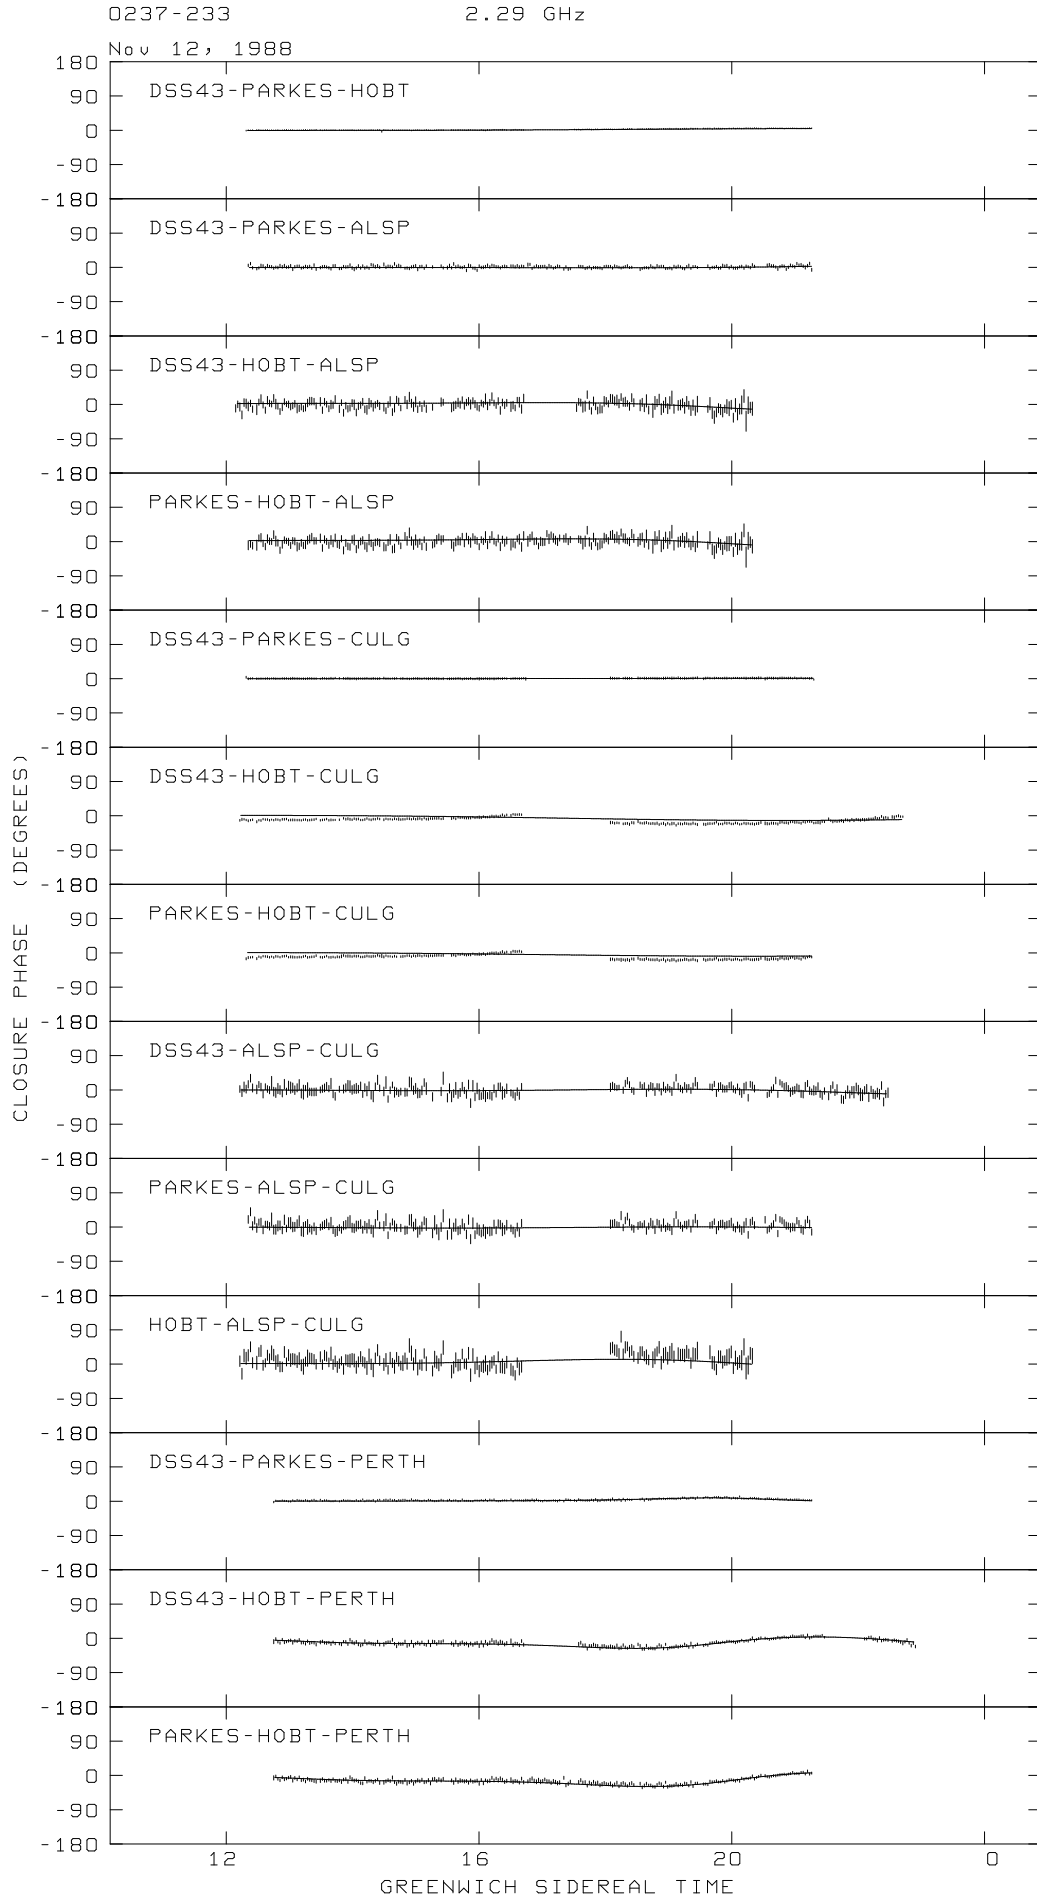 0237-233 2.29 GHz
Nov 12, 1988
180
90 DSS43-PARKES-HOBT
0
-90
-180
90 DSS43-PARKES-ALSP
0
-90
-180
90 DSS43-HOBT-ALSP
0
-90
-180
90 PARKES-HOBT-ALSP
0
-90
-180
90 DSS43-PARKES-CULG
0
-90
-180
90 DSS43-HOBT-CULG
0
-90
-180
90 PARKES-HOBT-CULG
0
-90
-180
90 DSS43-ALSP-CULG
0
-90
-180
90 PARKES-ALSP-CULG
0
-90
-180
90 HOBT-ALSP-CULG
0
-90
-180
90 DSS43-PARKES-PERTH
0
-90
-180
90 DSS43-HOBT-PERTH
0
-90
-180
90 PARKES-HOBT-PERTH
0
-90
-180
12 16 20 0
GREENWICH SIDEREAL TIME
CLOSURE PHASE (DEGREES)